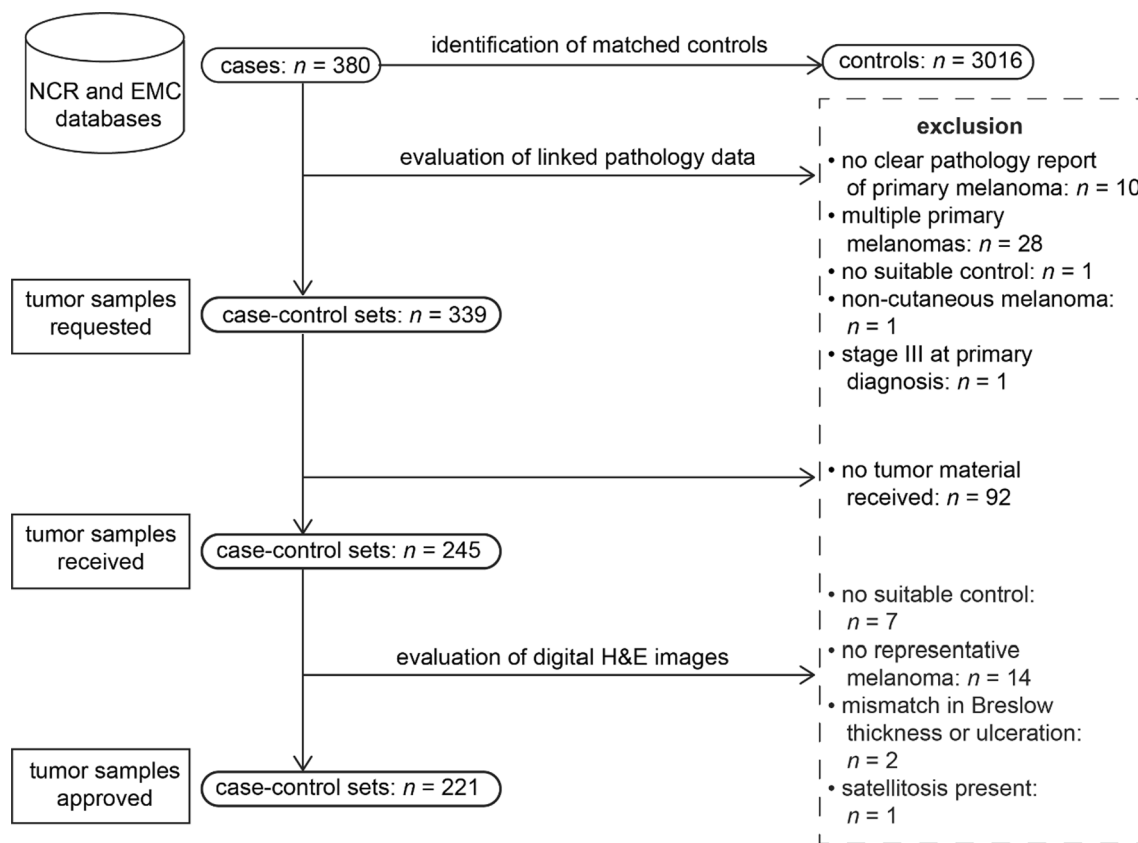 NCR and EMC
databases
cases: n = 380
identification of matched controls
controls: n = 3016
exclusion
evaluation of linked pathology data
• no clear pathology report
of primary melanoma: n = 10
• multiple primary
melanomas: n = 28
• no suitable control: n = 1
• non-cutaneous melanoma:
n = 1
• stage III at primary
diagnosis: n = 1
tumor samples
requested
case-control sets: n = 339
• no tumor material
received: n = 92
tumor samples
received
case-control sets: n = 245
evaluation of digital H&E images
• no suitable control:
n = 7
• no representative
melanoma: n = 14
• mismatch in Breslow
thickness or ulceration:
n = 2
• satellitosis present:
n = 1
tumor samples
approved
case-control sets: n = 221